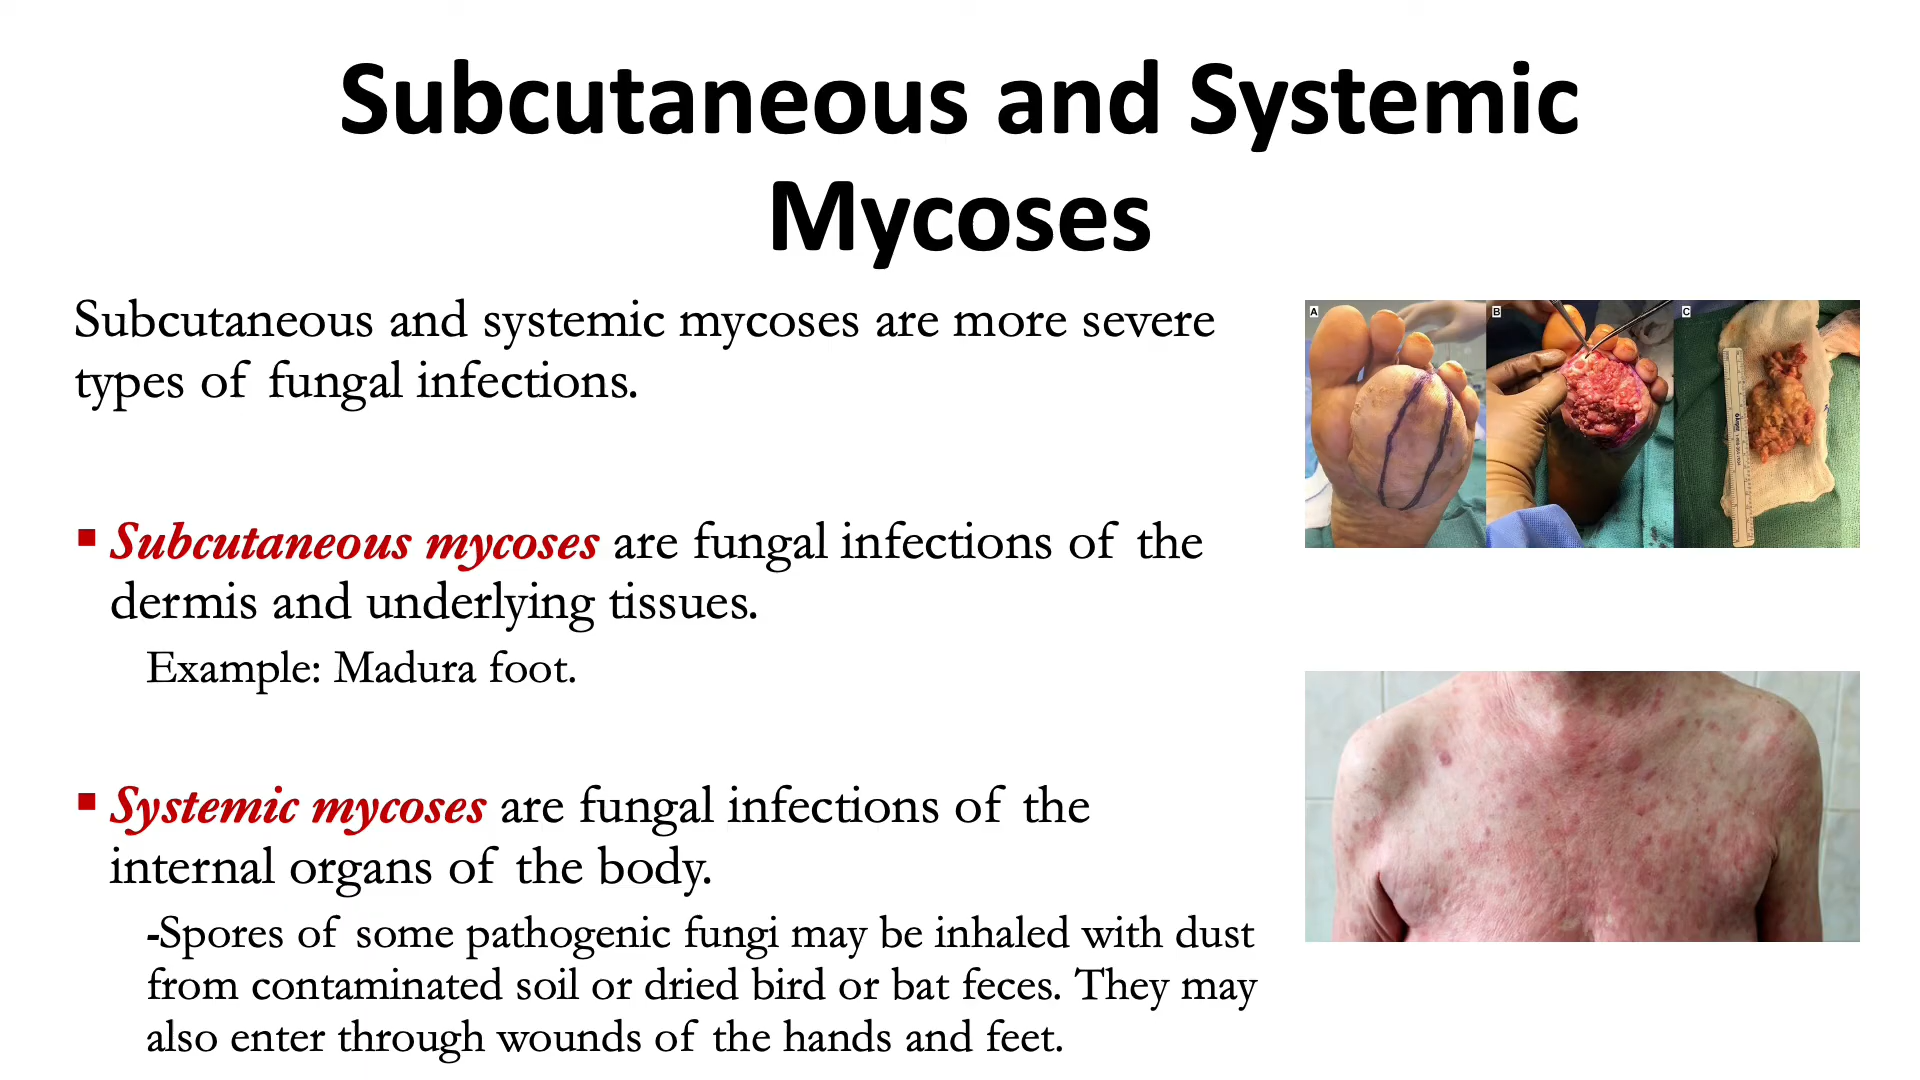 Subcutaneous and Systemic
Mycoses
Subcutaneous and systemic mycoses are more severe
types of fungal infections.
▪ Subcutaneous mycoses are fungal infections of the
dermis and underlying tissues.
Example: Madura foot.
▪ Systemic mycoses are fungal infections of the
internal organs of the body.
-Spores of some pathogenic fungi may be inhaled with dust
from contaminated soil or dried bird or bat feces. They may
also enter through wounds of the hands and feet.
A
B
C